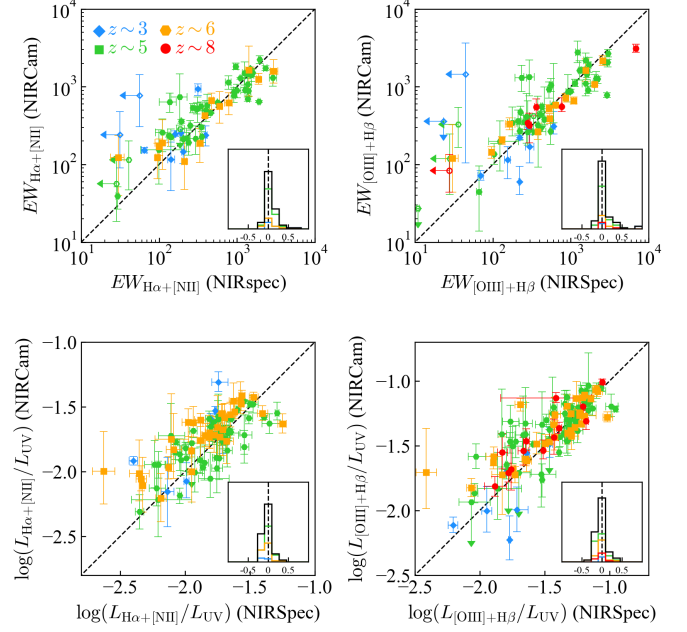 10⁴
10³
10²
10¹
EW_Hα+[NII] (NIRCam)
z ~ 3 z ~ 6
z ~ 5 z ~ 8
-0.5 0 0.5
10¹ 10² 10³ 10⁴
EW_Hα+[NII] (NIRspec)
10⁴
10³
10²
10¹
EW_[OIII]+Hβ (NIRCam)
-0.5 0 0.5
10¹ 10² 10³ 10⁴
EW_[OIII]+Hβ (NIRSpec)
−1.0
−1.5
−2.0
−2.5
log(L_Hα+[NII]/L_UV) (NIRCam)
-0.5 0 0.5
−2.5 −2.0 −1.5 −1.0
log(L_Hα+[NII]/L_UV) (NIRSpec)
−1.0
−1.5
−2.0
−2.5
log(L_[OIII]+Hβ/L_UV) (NIRCam)
-0.5 0 0.5
−2.5 −2.0 −1.5 −1.0
log(L_[OIII]+Hβ/L_UV) (NIRSpec)